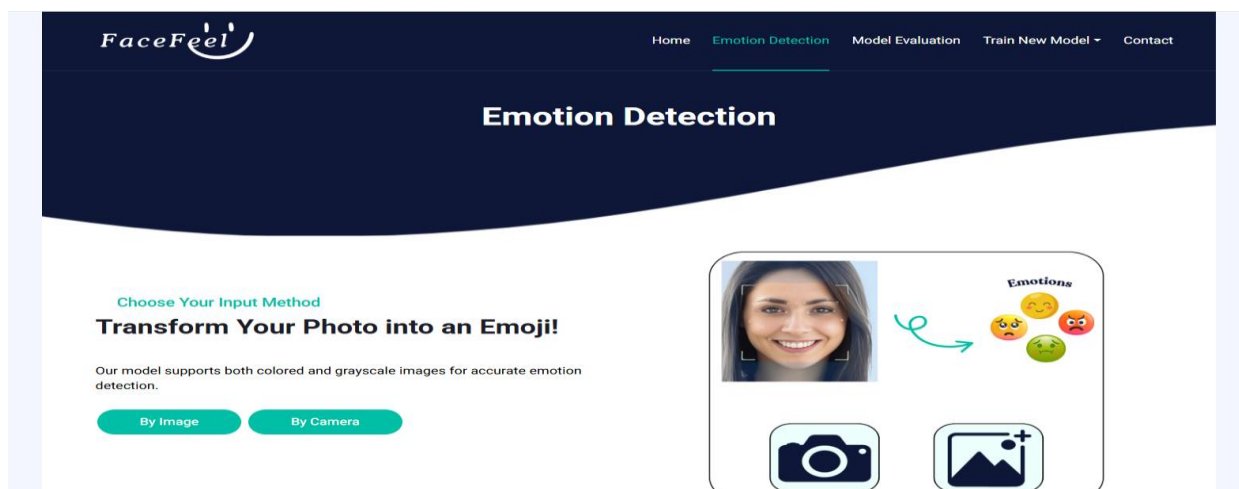 FaceFeel
Home Emotion Detection Model Evaluation Train New Model Contact
Emotion Detection
Choose Your Input Method
Transform Your Photo into an Emoji!
Our model supports both colored and grayscale images for accurate emotion
detection.
By Image By Camera
Emotions